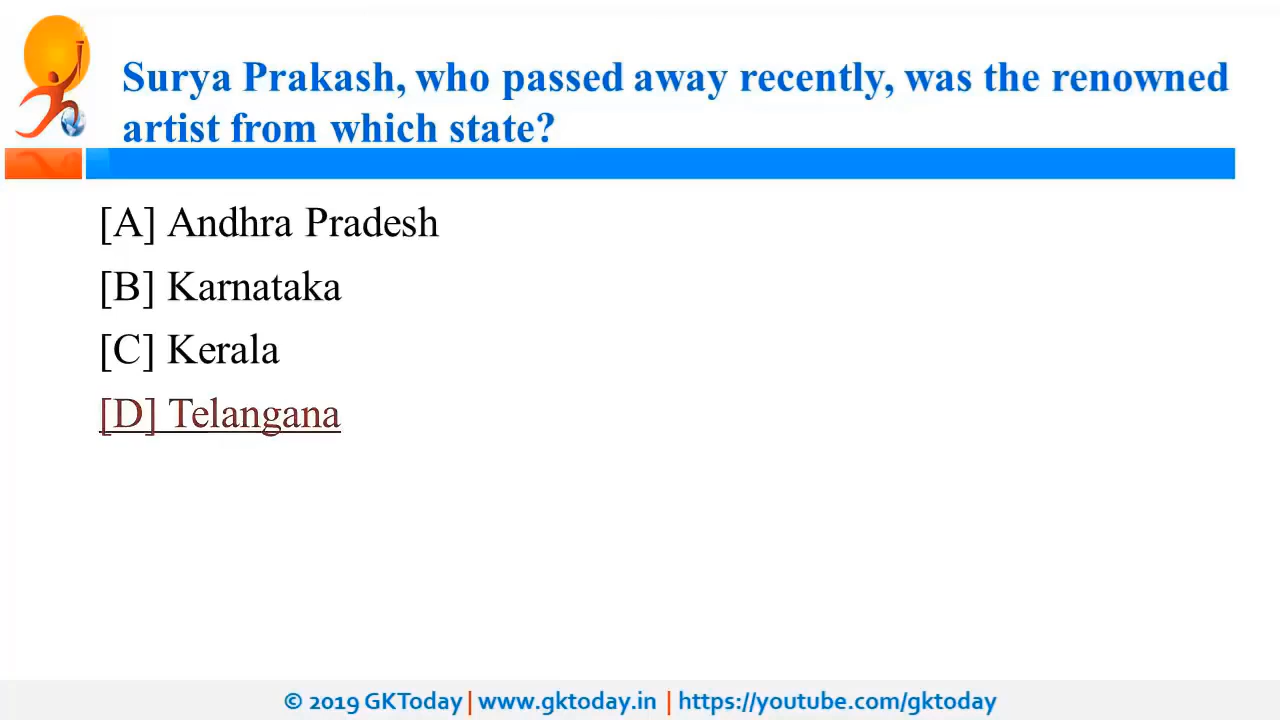 Surya Prakash, who passed away recently, was the renowned
artist from which state?
[A] Andhra Pradesh
[B] Karnataka
[C] Kerala
[D] Telangana
© 2019 GKToday | www.gktoday.in | https://youtube.com/gktoday